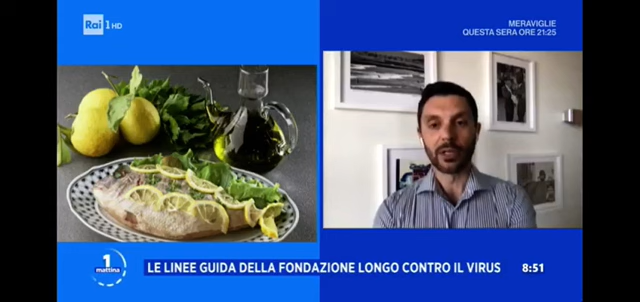 Rai 1 HD
MERAVIGLIE
QUESTA SERA ORE 21:25
1
mattina
LE LINEE GUIDA DELLA FONDAZIONE LONGO CONTRO IL VIRUS
8:51